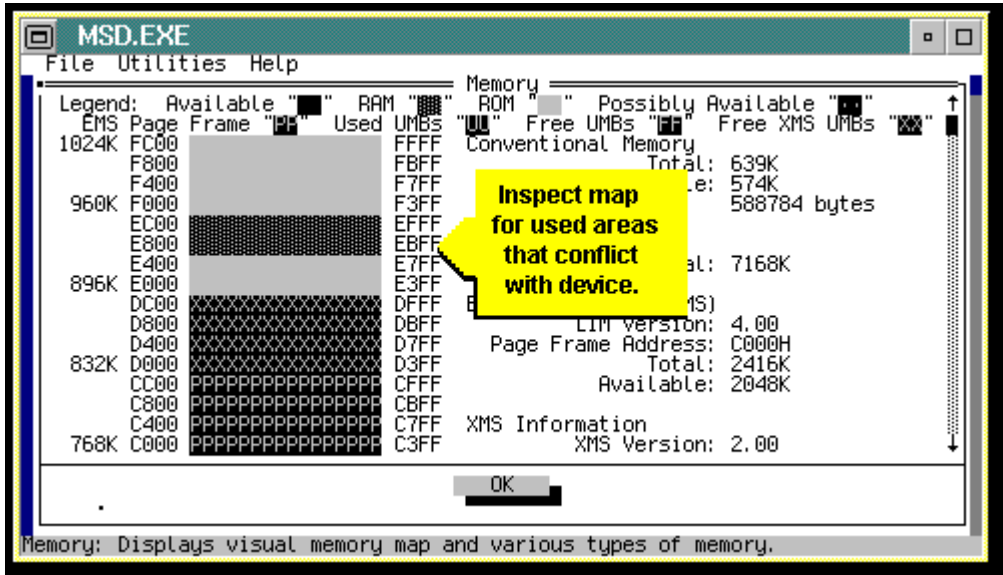 MSD.EXE
File Utilities Help
Memory
Legend: Available " " RAM " " ROM " " Possibly Available " "
EMS Page Frame "PP" Used UMBs "UU" Free UMBs "FF" Free XMS UMBs "XX"
1024K FC00 FFFF Conventional Memory
F800 FBFF Total: 639K
F400 F7FF e: 574K
960K F000 F3FF 588784 bytes
EC00 EFFF
E800 EBFF
E400 E7FF al: 7168K
896K E000 E3FF
DC00 XXXXXXXXXXXXXXXX DFFF E MS)
D800 XXXXXXXXXXXXXXXX DBFF LIM Version: 4.00
D400 XXXXXXXXXXXXXXXX D7FF Page Frame Address: C000H
832K D000 XXXXXXXXXXXXXXXX D3FF Total: 2416K
CC00 PPPPPPPPPPPPPPPP CFFF Available: 2048K
C800 PPPPPPPPPPPPPPPP CBFF
C400 PPPPPPPPPPPPPPPP C7FF XMS Information
768K C000 PPPPPPPPPPPPPPPP C3FF XMS Version: 2.00
Inspect map
for used areas
that conflict
with device.
OK
Memory: Displays visual memory map and various types of memory.